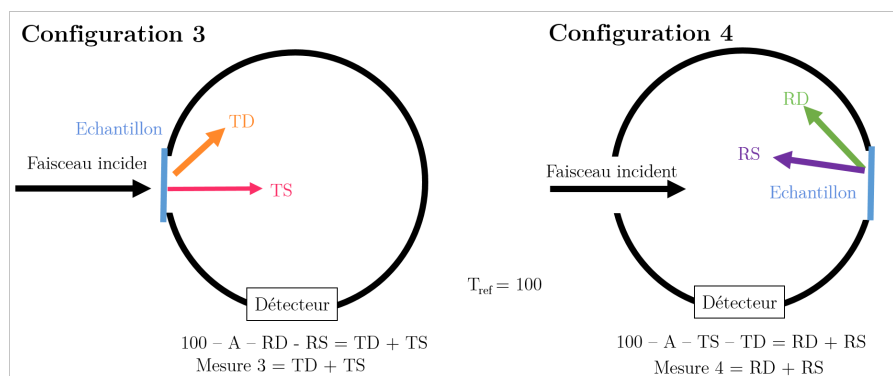 Configuration 3
Echantillon
TD
Faisceau incider
TS
Détecteur
100 – A – RD - RS = TD + TS
Mesure 3 = TD + TS
T_ref = 100
Configuration 4
RD
RS
Faisceau incident
Echantillon
Détecteur
100 – A – TS – TD = RD + RS
Mesure 4 = RD + RS